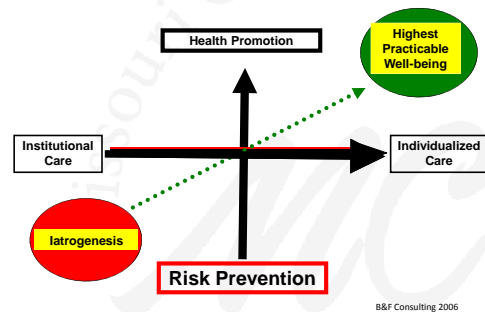 Health Promotion
Highest
Practicable
Well-being
Institutional
Care
Individualized
Care
Iatrogenesis
Risk Prevention
B&F Consulting 2006